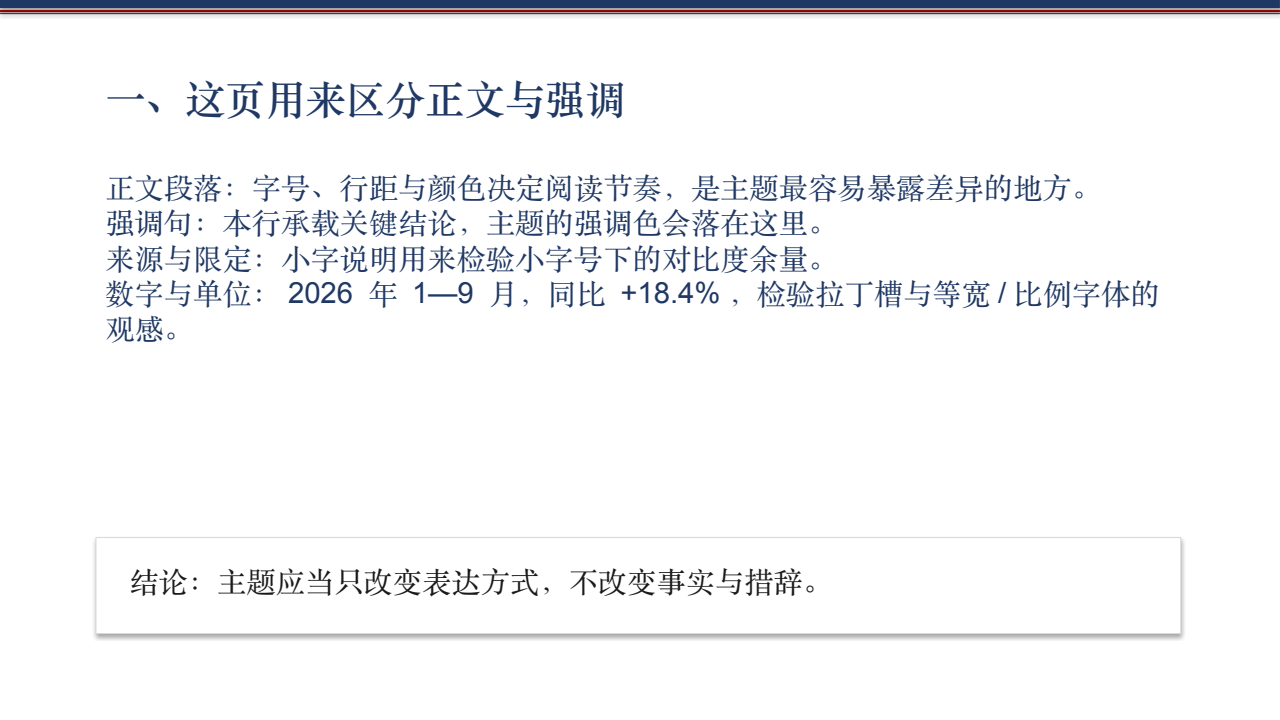 一、这页用来区分正文与强调
正文段落：字号、行距与颜色决定阅读节奏，是主题最容易暴露差异的地方。
强调句：本行承载关键结论，主题的强调色会落在这里。
来源与限定：小字说明用来检验小字号下的对比度余量。
数字与单位： 2026 年 1—9 月，同比 +18.4% ，检验拉丁槽与等宽 / 比例字体的
观感。
结论：主题应当只改变表达方式，不改变事实与措辞。